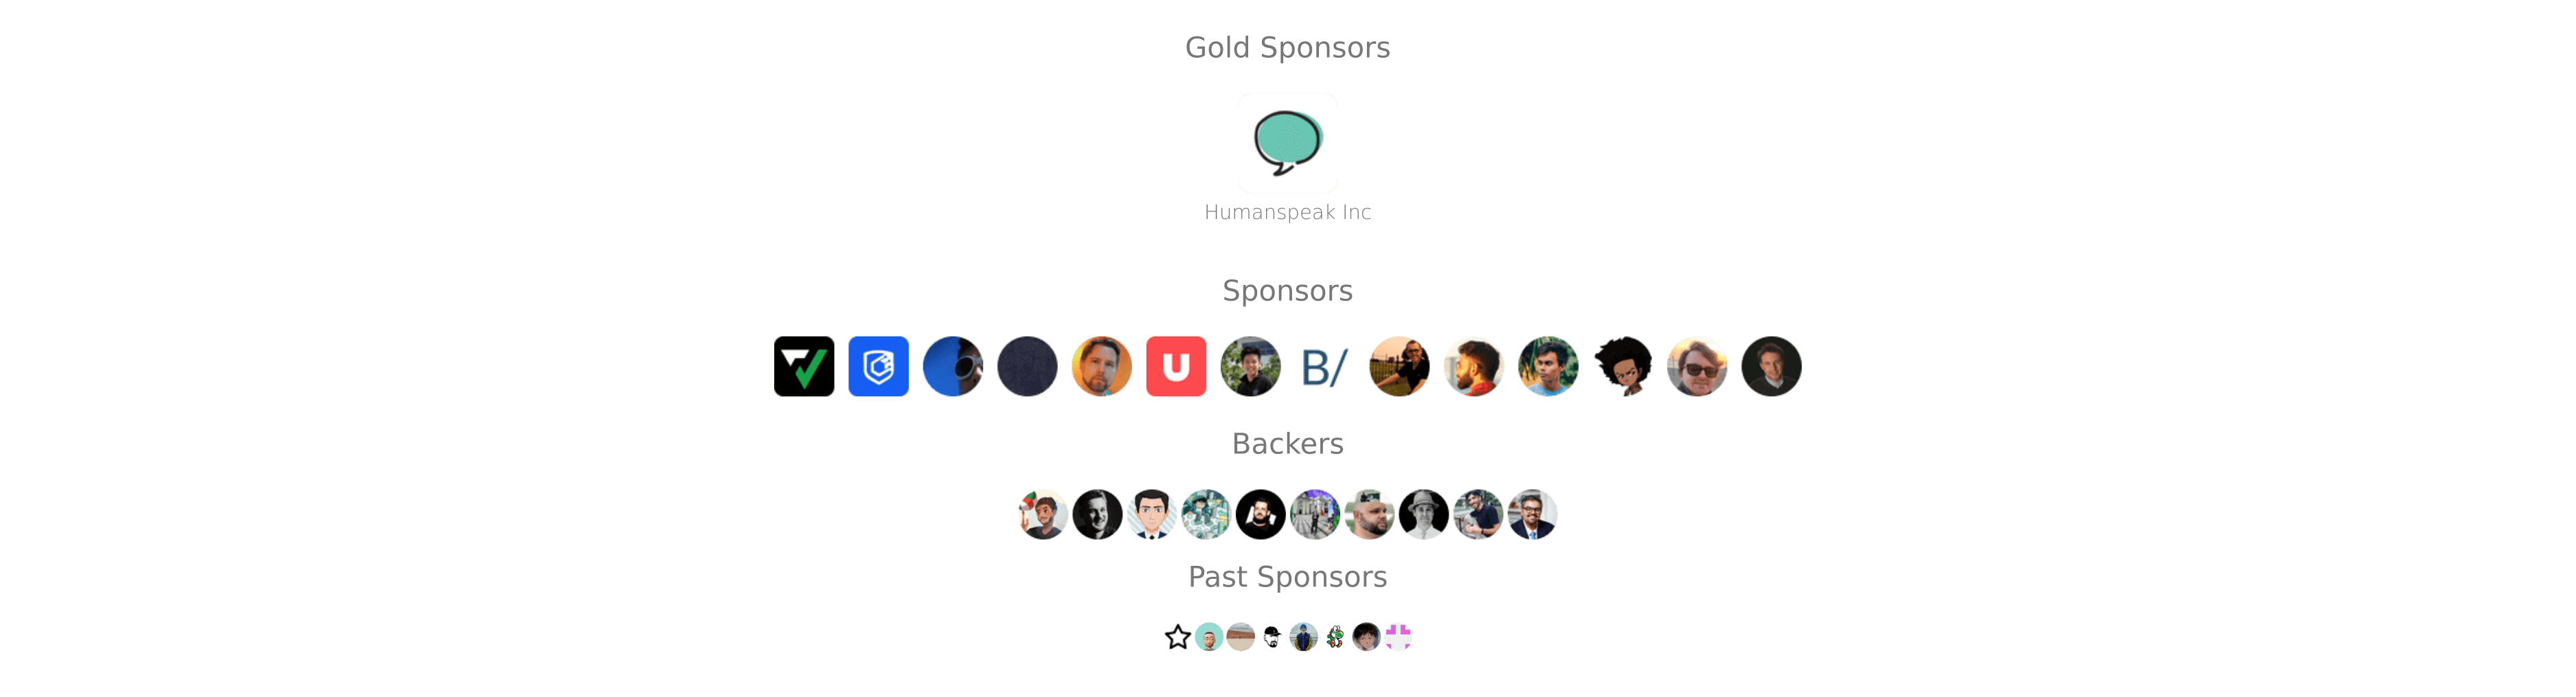 Gold Sponsors
Humanspeak Inc
Sponsors
U
B/
Backers
Past Sponsors